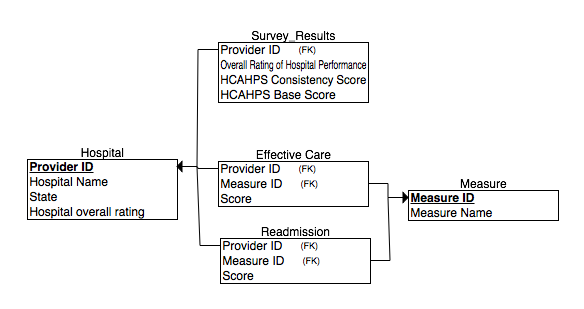 Survey_Results
Provider ID (FK)
Overall Rating of Hospital Performance
HCAHPS Consistency Score
HCAHPS Base Score
Hospital
Provider ID
Hospital Name
State
Hospital overall rating
Effective Care
Provider ID (FK)
Measure ID (FK)
Score
Measure
Measure ID
Measure Name
Readmission
Provider ID (FK)
Measure ID (FK)
Score